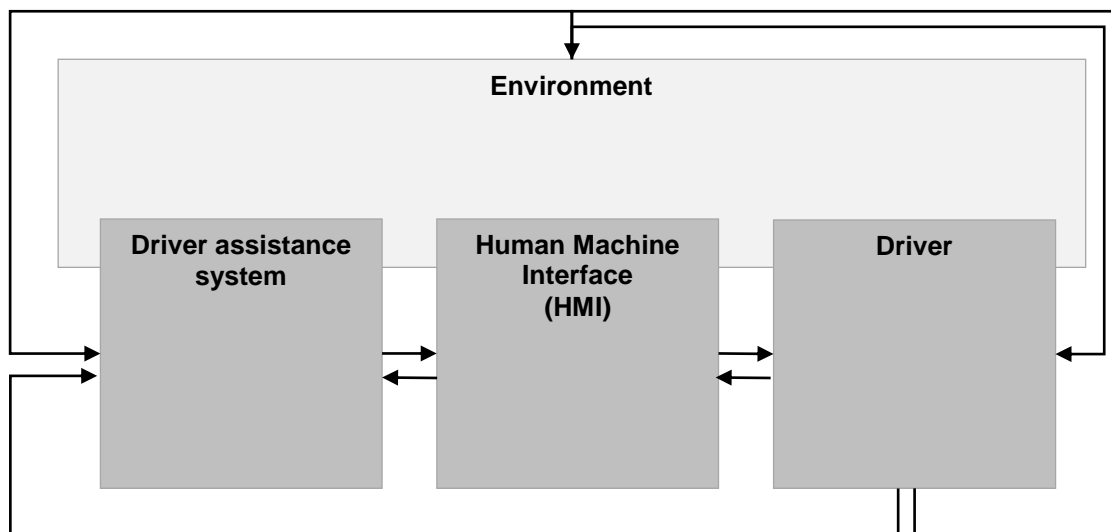 Environment
Driver assistance
system
Human Machine
Interface
(HMI)
Driver